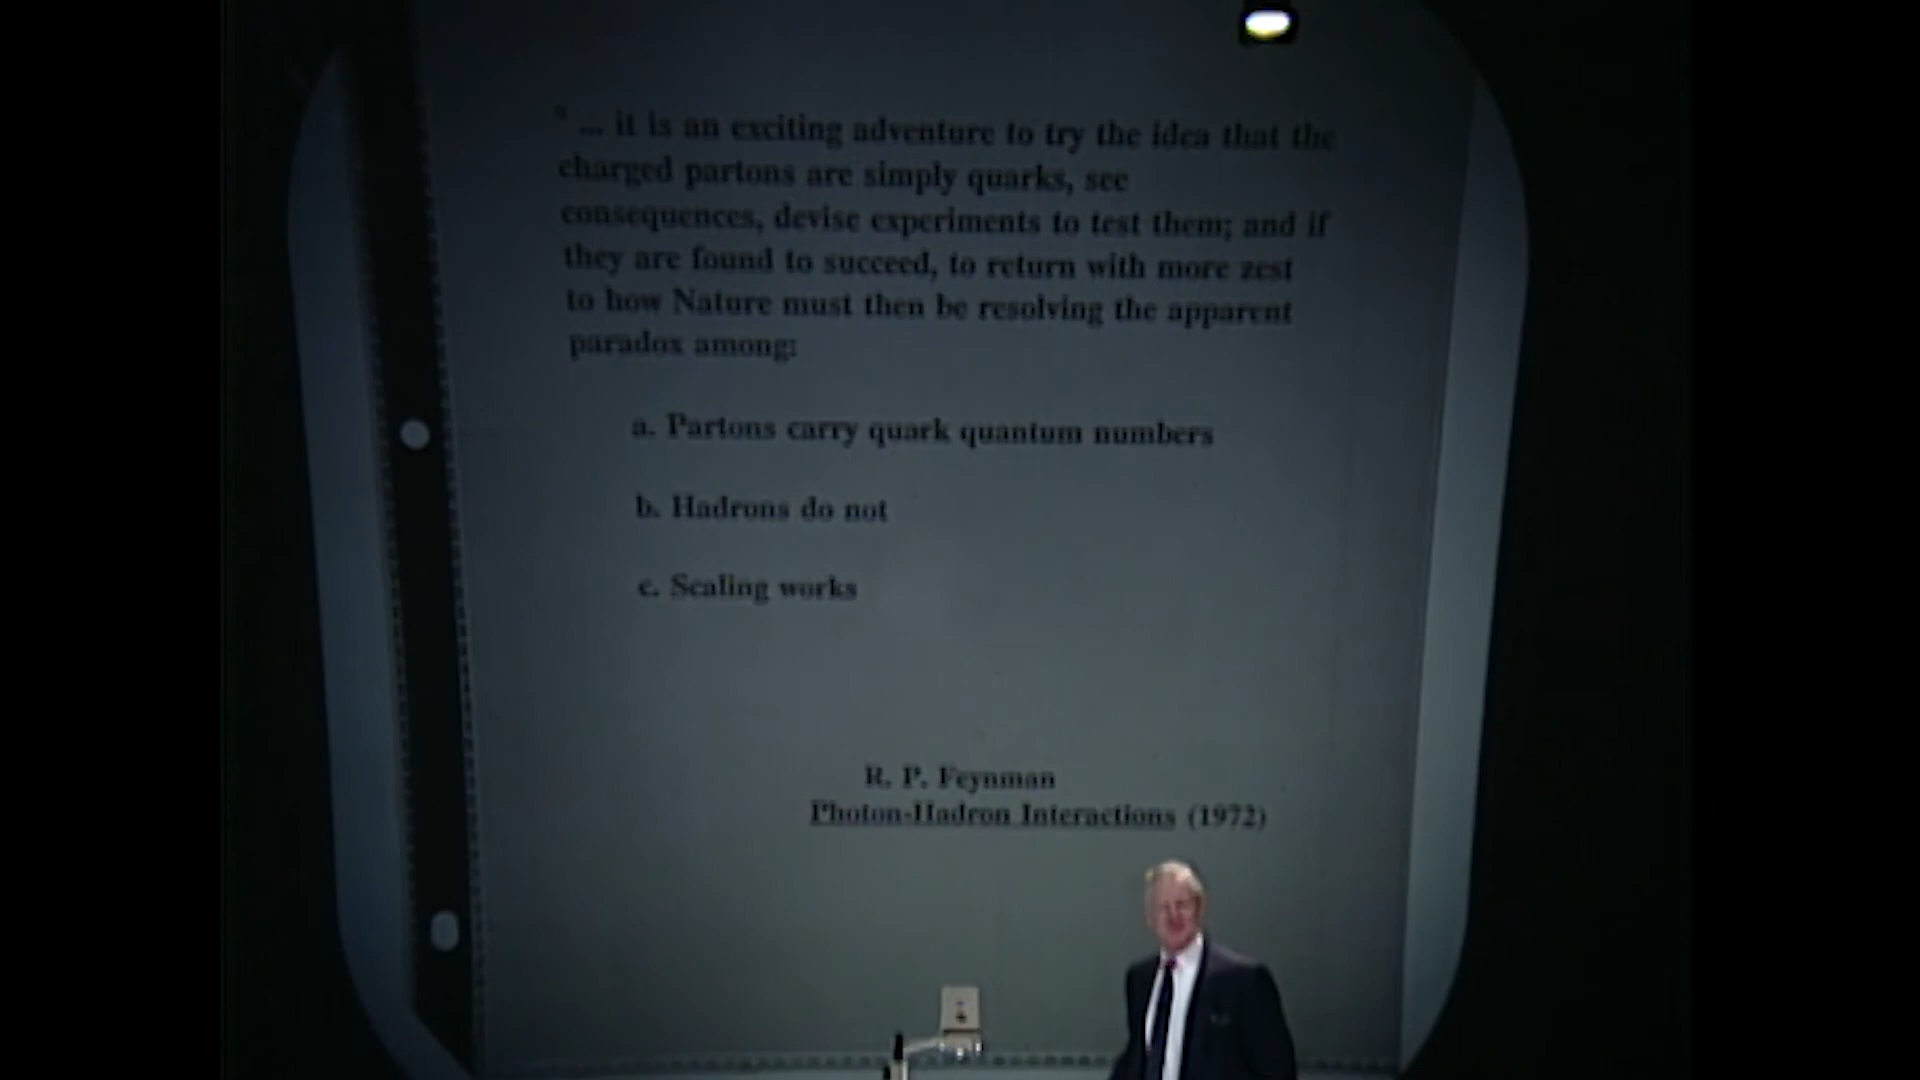 " ... it is an exciting adventure to try the idea that the
charged partons are simply quarks, see
consequences, devise experiments to test them; and if
they are found to succeed, to return with more zest
to how Nature must then be resolving the apparent
paradox among:
a. Partons carry quark quantum numbers
b. Hadrons do not
c. Scaling works
R. P. Feynman
Photon-Hadron Interactions (1972)